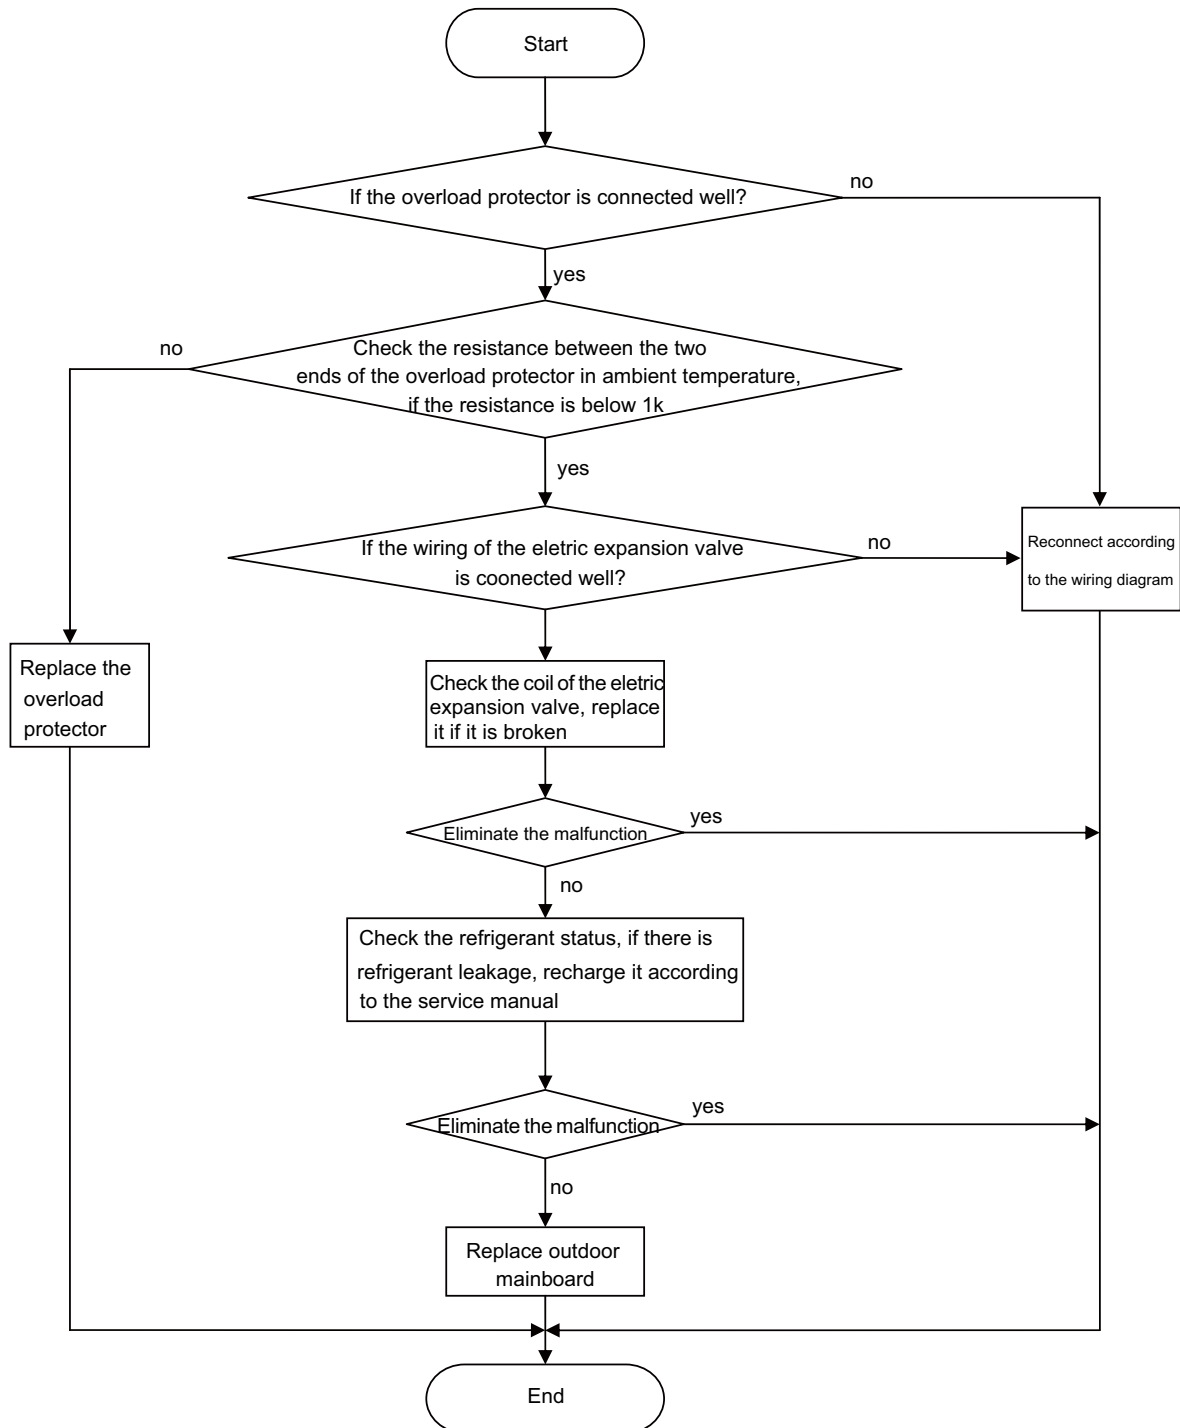 Start
If the overload protector is connected well?
no
yes
no
Check the resistance between the two
ends of the overload protector in ambient temperature,
if the resistance is below 1k
yes
If the wiring of the eletric expansion valve
is coonected well?
no
Reconnect according
to the wiring diagram
Replace the
overload
protector
Check the coil of the eletric
expansion valve, replace
it if it is broken
Eliminate the malfunction
yes
no
Check the refrigerant status, if there is
refrigerant leakage, recharge it according
to the service manual
Eliminate the malfunction
yes
no
Replace outdoor
mainboard
End